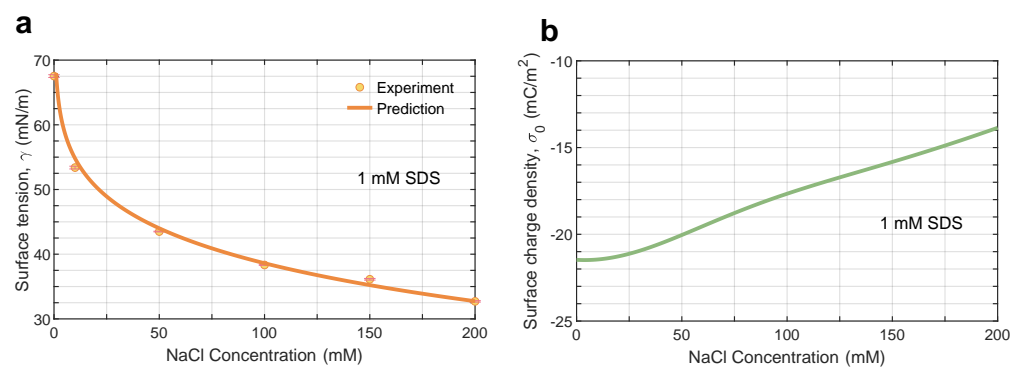 a
70
60
50
40
30
0
50
100
150
200
Surface tension, γ (mN/m)
NaCl Concentration (mM)
Experiment
Prediction
1 mM SDS
b
-10
-15
-20
-25
0
50
100
150
200
Surface charge density, σ0 (mC/m²)
NaCl Concentration (mM)
1 mM SDS